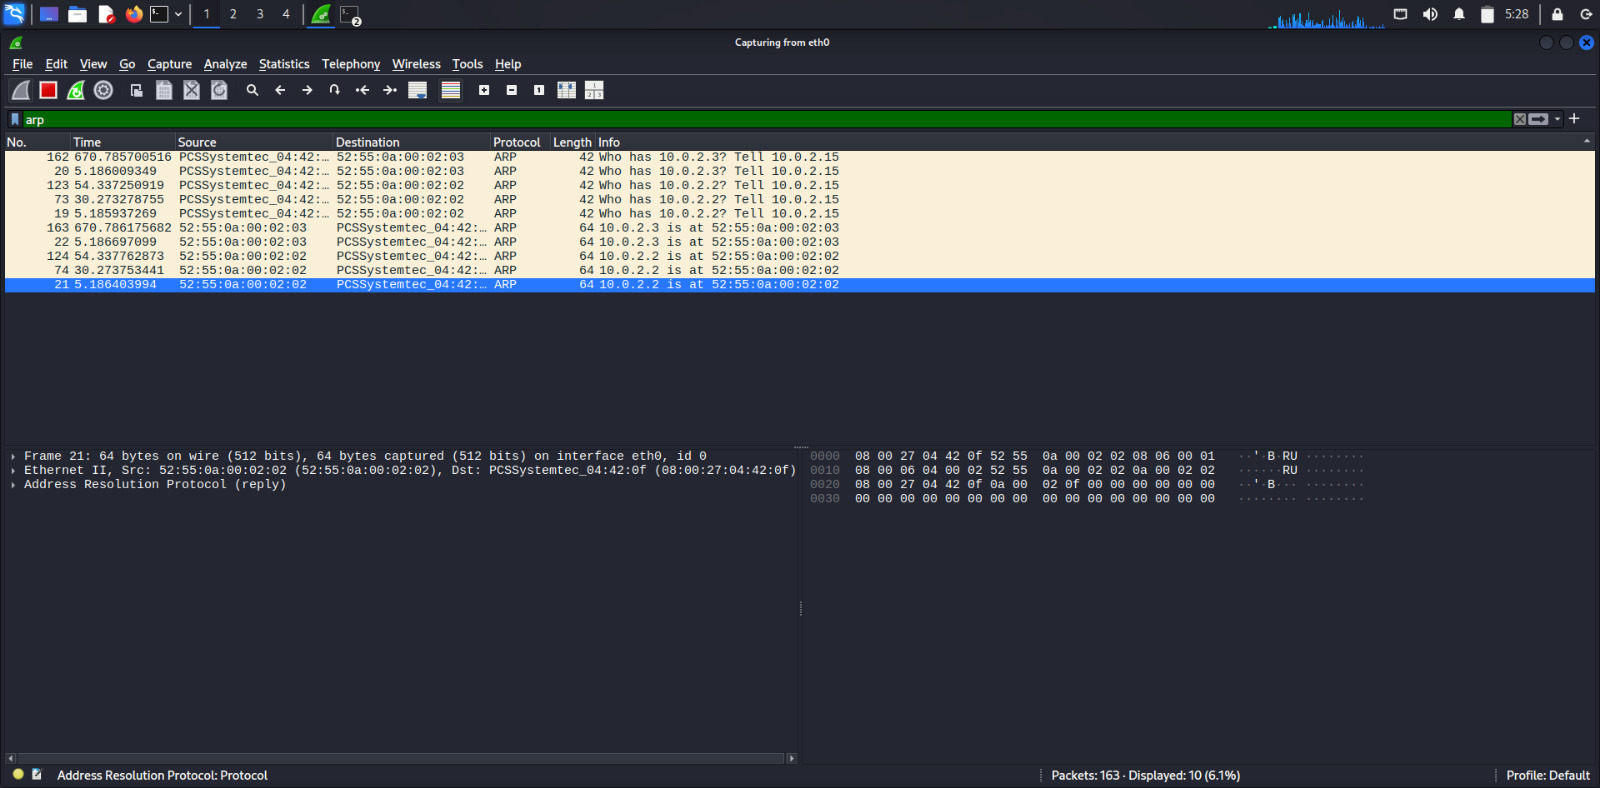 1 2 3 4 2 5:28
Capturing from eth0
File Edit View Go Capture Analyze Statistics Telephony Wireless Tools Help
arp
No. Time Source Destination Protocol Length Info
162 670.785700516 PCSSystemtec_04:42:… 52:55:0a:00:02:03 ARP 42 Who has 10.0.2.3? Tell 10.0.2.15
20 5.186009349 PCSSystemtec_04:42:… 52:55:0a:00:02:03 ARP 42 Who has 10.0.2.3? Tell 10.0.2.15
123 54.337250919 PCSSystemtec_04:42:… 52:55:0a:00:02:02 ARP 42 Who has 10.0.2.2? Tell 10.0.2.15
73 30.273278755 PCSSystemtec_04:42:… 52:55:0a:00:02:02 ARP 42 Who has 10.0.2.2? Tell 10.0.2.15
19 5.185937269 PCSSystemtec_04:42:… 52:55:0a:00:02:02 ARP 42 Who has 10.0.2.2? Tell 10.0.2.15
163 670.786175682 52:55:0a:00:02:03 PCSSystemtec_04:42:… ARP 64 10.0.2.3 is at 52:55:0a:00:02:03
22 5.186697099 52:55:0a:00:02:03 PCSSystemtec_04:42:… ARP 64 10.0.2.3 is at 52:55:0a:00:02:03
124 54.337762873 52:55:0a:00:02:02 PCSSystemtec_04:42:… ARP 64 10.0.2.2 is at 52:55:0a:00:02:02
74 30.273753441 52:55:0a:00:02:02 PCSSystemtec_04:42:… ARP 64 10.0.2.2 is at 52:55:0a:00:02:02
21 5.186403994 52:55:0a:00:02:02 PCSSystemtec_04:42:… ARP 64 10.0.2.2 is at 52:55:0a:00:02:02
Frame 21: 64 bytes on wire (512 bits), 64 bytes captured (512 bits) on interface eth0, id 0
Ethernet II, Src: 52:55:0a:00:02:02 (52:55:0a:00:02:02), Dst: PCSSystemtec_04:42:0f (08:00:27:04:42:0f)
Address Resolution Protocol (reply)
0000 08 00 27 04 42 0f 52 55 0a 00 02 02 08 06 00 01 ··'·B·RU ········
0010 08 00 06 04 00 02 52 55 0a 00 02 02 0a 00 02 02 ······RU ········
0020 08 00 27 04 42 0f 0a 00 02 0f 00 00 00 00 00 00 ··'·B··· ········
0030 00 00 00 00 00 00 00 00 00 00 00 00 00 00 00 00 ········ ········
Address Resolution Protocol: Protocol
Packets: 163 · Displayed: 10 (6.1%)
Profile: Default